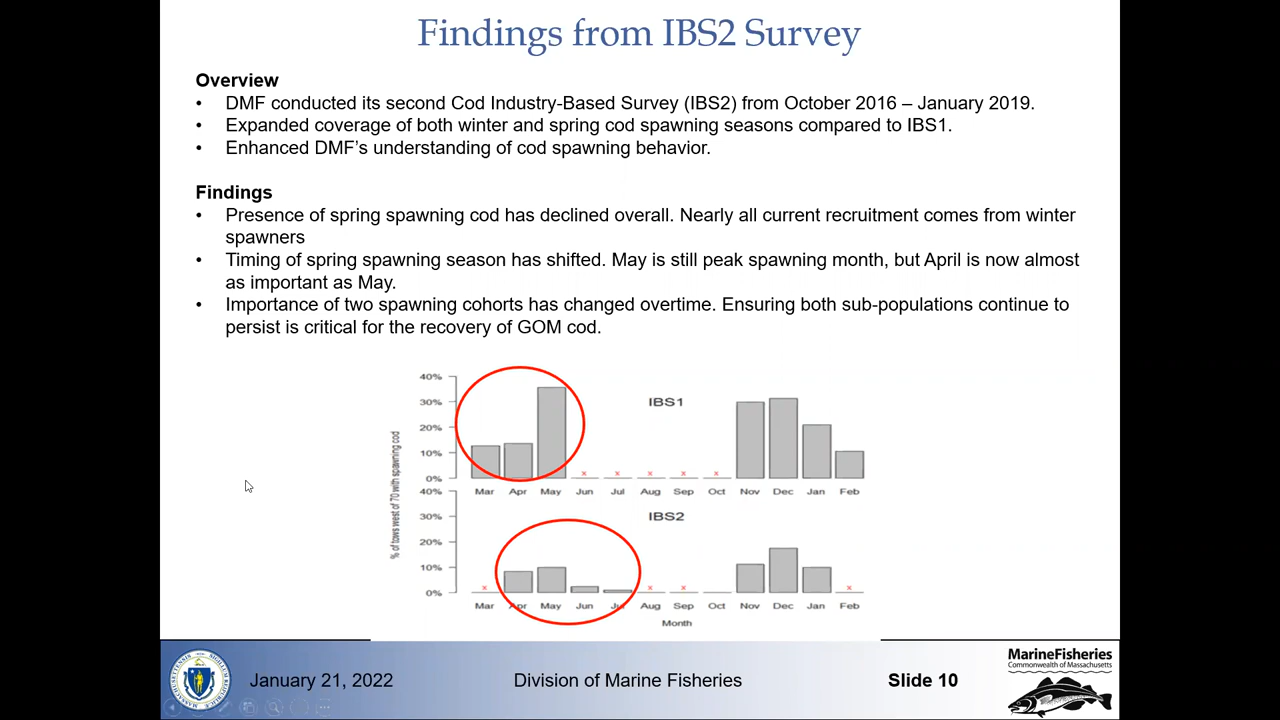 Findings from IBS2 Survey
Overview
• DMF conducted its second Cod Industry-Based Survey (IBS2) from October 2016 – January 2019.
• Expanded coverage of both winter and spring cod spawning seasons compared to IBS1.
• Enhanced DMF's understanding of cod spawning behavior.
Findings
• Presence of spring spawning cod has declined overall. Nearly all current recruitment comes from winter
spawners
• Timing of spring spawning season has shifted. May is still peak spawning month, but April is now almost
as important as May.
• Importance of two spawning cohorts has changed overtime. Ensuring both sub-populations continue to
persist is critical for the recovery of GOM cod.
% of tows west of 70 with spawning cod
40%
30%
20%
10%
0%
IBS1
x x x x x
Mar Apr May Jun Jul Aug Sep Oct Nov Dec Jan Feb
40%
30%
20%
10%
0%
IBS2
x x x x
Mar Apr May Jun Jul Aug Sep Oct Nov Dec Jan Feb
Month
January 21, 2022
Division of Marine Fisheries
Slide 10
MarineFisheries
Commonwealth of Massachusetts